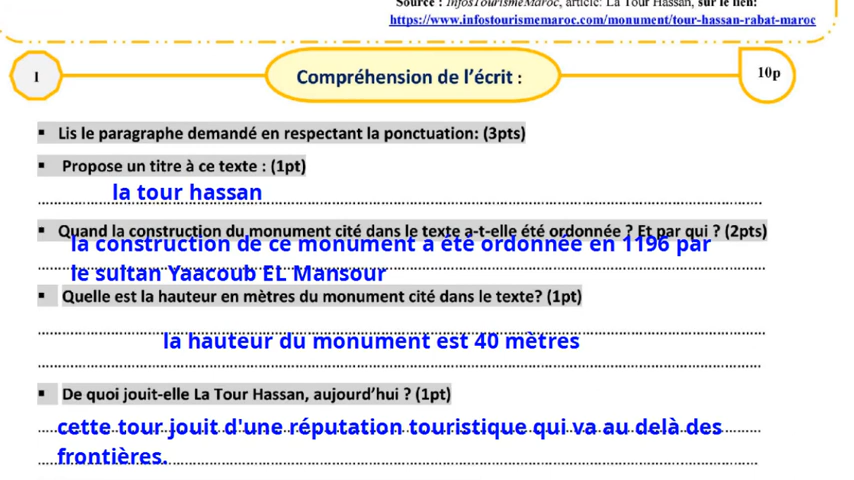 Source : InfosTourismeMaroc, article: La Tour Hassan, sur le lien:
https://www.infostourismemaroc.com/monument/tour-hassan-rabat-maroc
I
Compréhension de l'écrit :
10p
▪ Lis le paragraphe demandé en respectant la ponctuation: (3pts)
▪ Propose un titre à ce texte : (1pt)
la tour hassan
▪ Quand la construction du monument cité dans le texte a-t-elle été ordonnée ? Et par qui ? (2pts)
la construction de ce monument a été ordonnée en 1196 par
le sultan Yaacoub EL Mansour
▪ Quelle est la hauteur en mètres du monument cité dans le texte? (1pt)
la hauteur du monument est 40 mètres
▪ De quoi jouit-elle La Tour Hassan, aujourd'hui ? (1pt)
cette tour jouit d'une réputation touristique qui va au delà des
frontières.